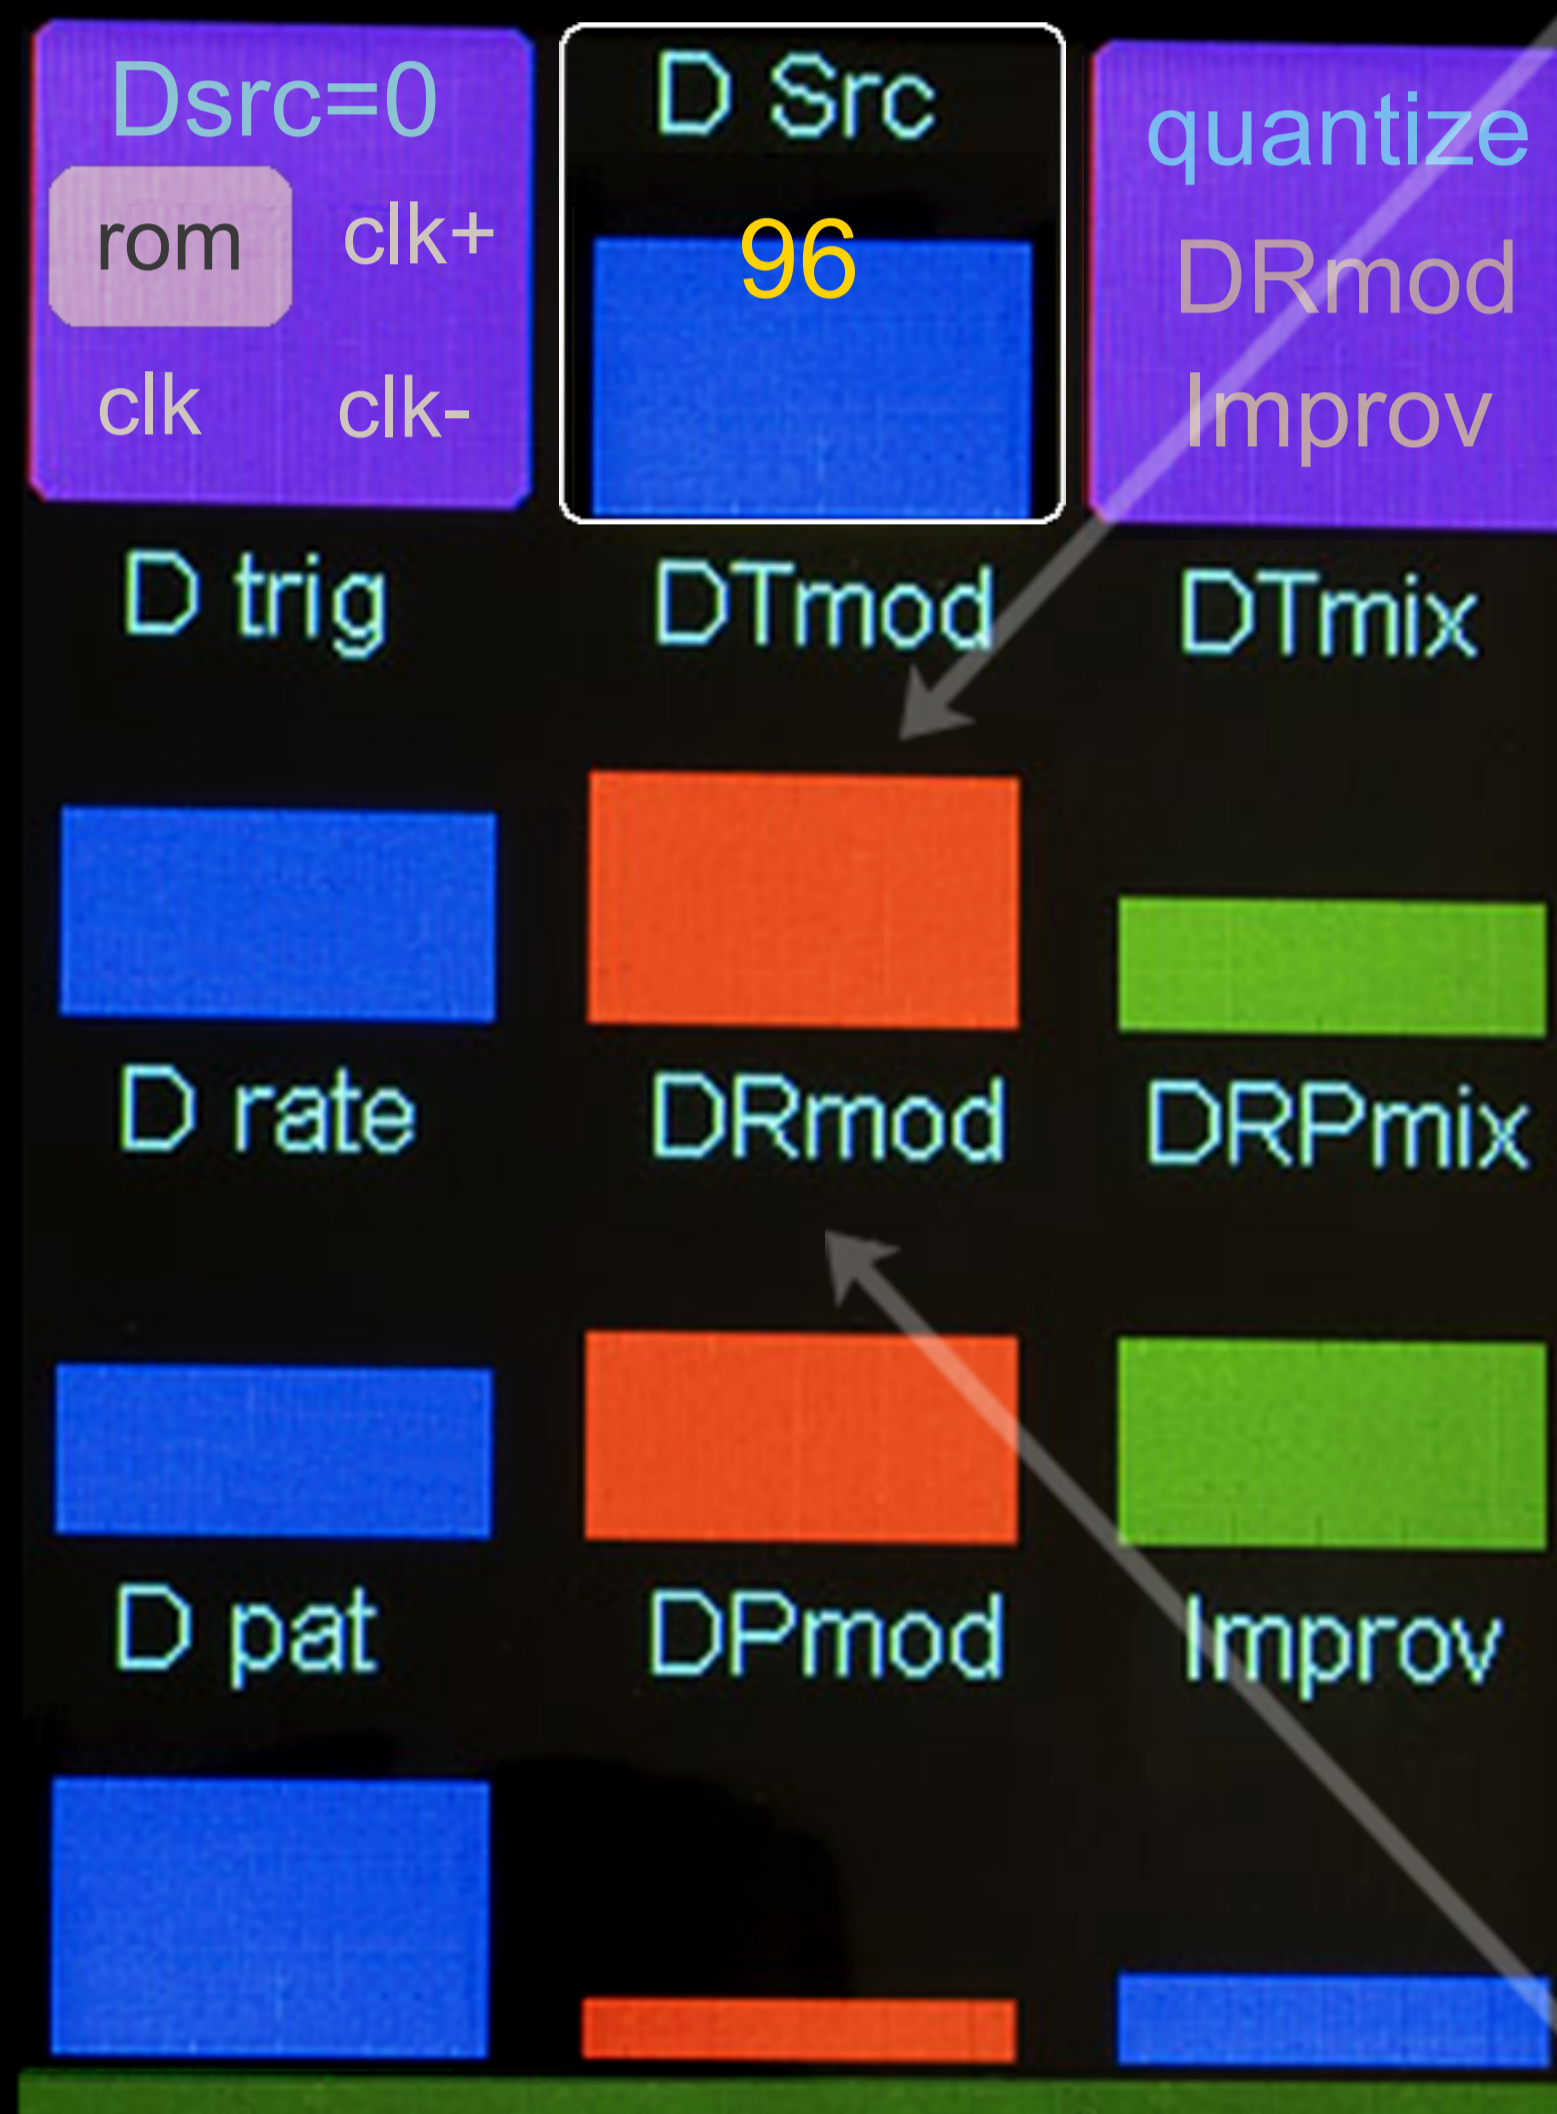 Dsrc=0
rom clk+
clk clk-
D Src
96
quantize
DRmod
Improv
D trig DTmod DTmix
D rate DRmod DRPmix
D pat DPmod Improv